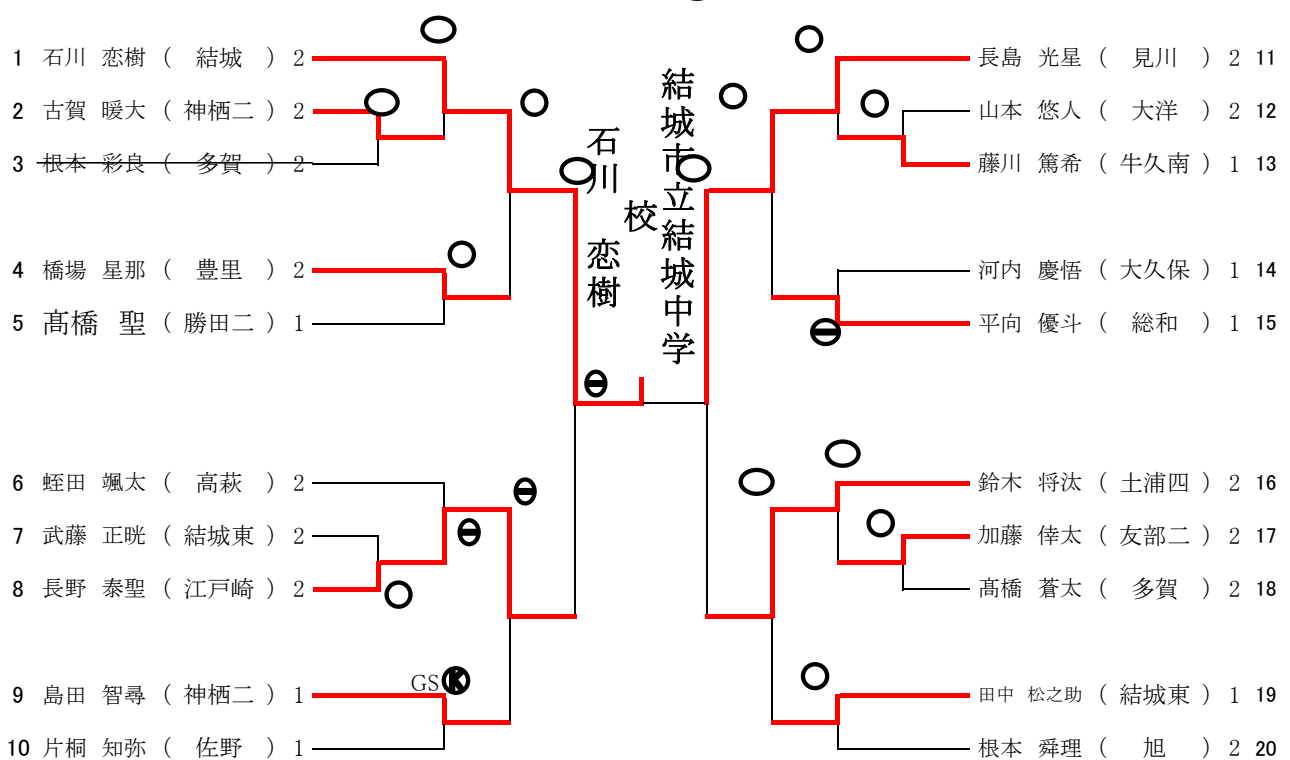 1 石川 恋樹 ( 結城 ) 2
2 古賀 暖大 ( 神栖二 ) 2
3 根本 彩良 ( 多賀 ) 2
4 橋場 星那 ( 豊里 ) 2
5 髙橋 聖 ( 勝田二 ) 1
6 蛭田 颯太 ( 高萩 ) 2
7 武藤 正晄 ( 結城東 ) 2
8 長野 泰聖 ( 江戸崎 ) 2
GS K
9 島田 智尋 ( 神栖二 ) 1
10 片桐 知弥 ( 佐野 ) 1
結城市立結城中学
校
石川 恋樹
長島 光星 ( 見川 ) 2 11
山本 悠人 ( 大洋 ) 2 12
藤川 篤希 ( 牛久南 ) 1 13
河内 慶悟 ( 大久保 ) 1 14
平向 優斗 ( 総和 ) 1 15
鈴木 将汰 ( 土浦四 ) 2 16
加藤 倖太 ( 友部二 ) 2 17
髙橋 蒼太 ( 多賀 ) 2 18
田中 松之助 ( 結城東 ) 1 19
根本 舜理 ( 旭 ) 2 20